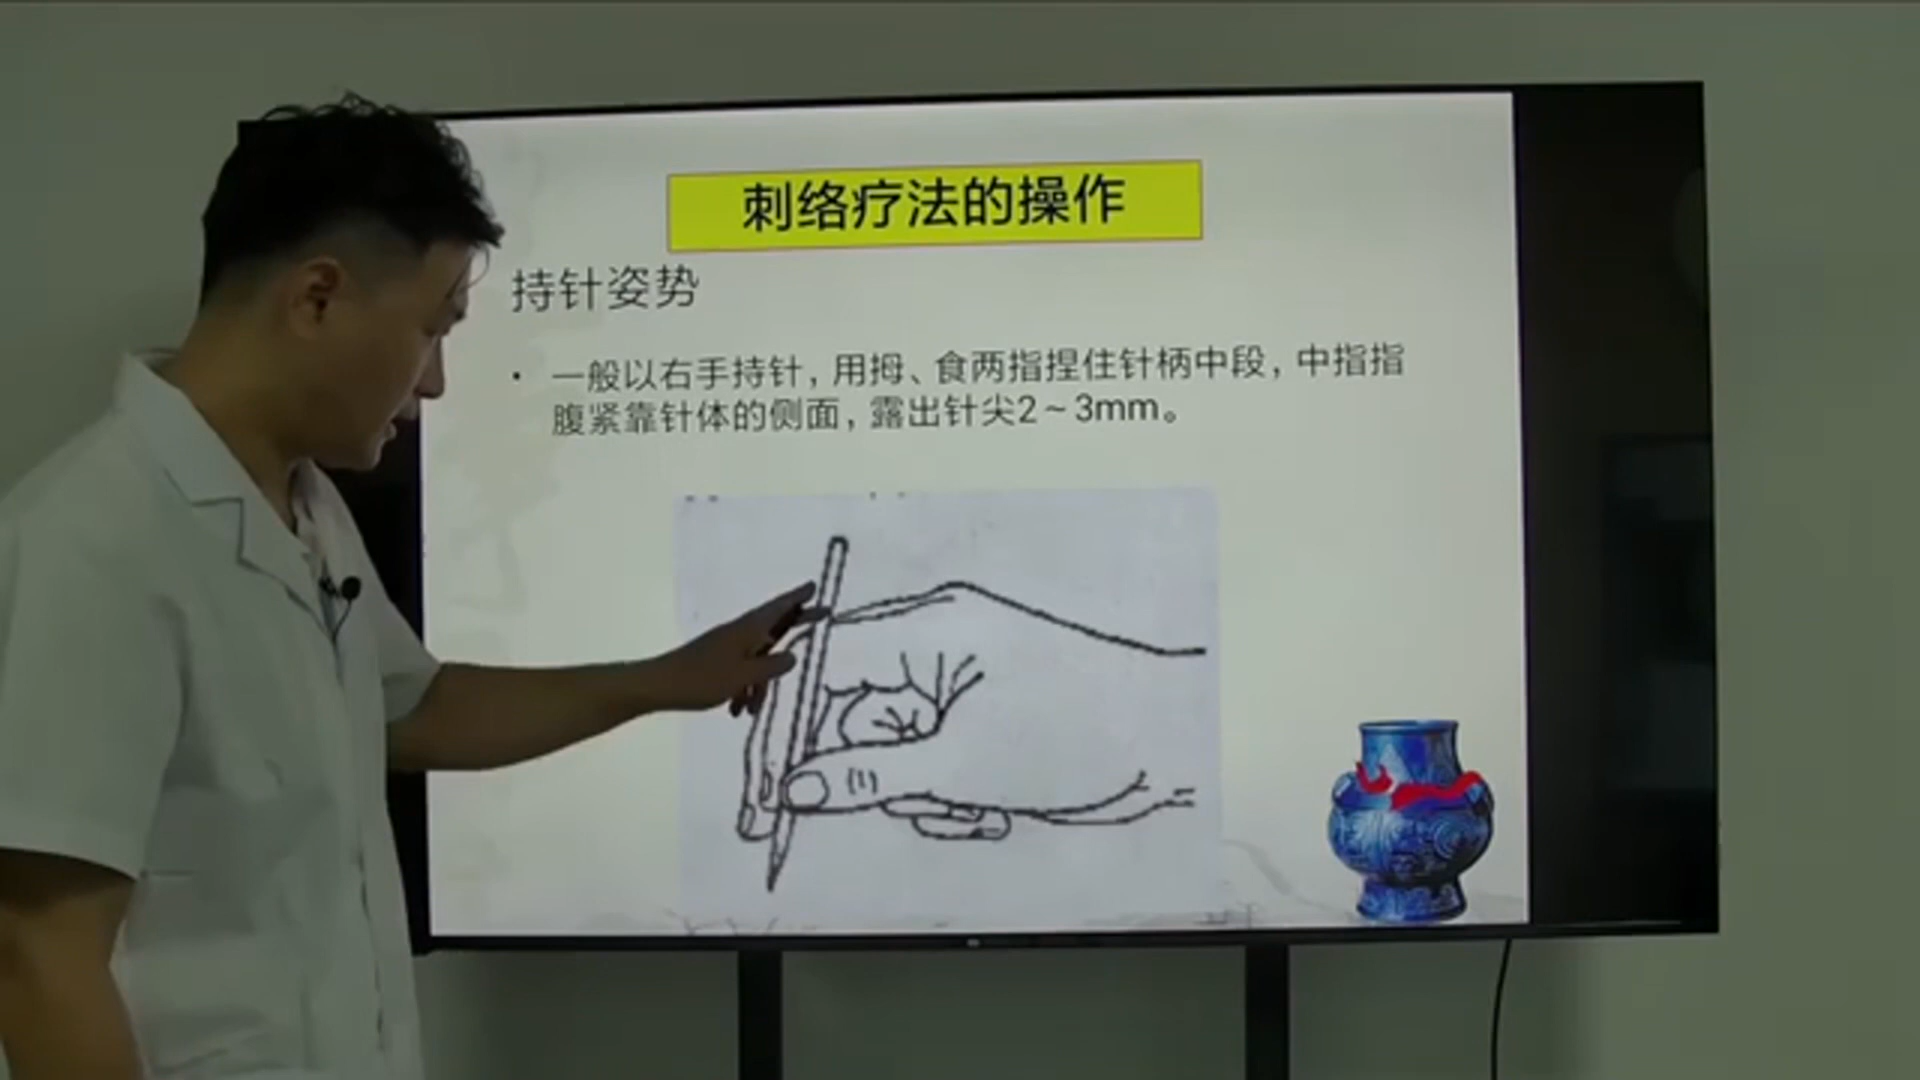 刺络疗法的操作
持针姿势
• 一般以右手持针，用拇、食两指捏住针柄中段，中指指
腹紧靠针体的侧面，露出针尖2～3mm。